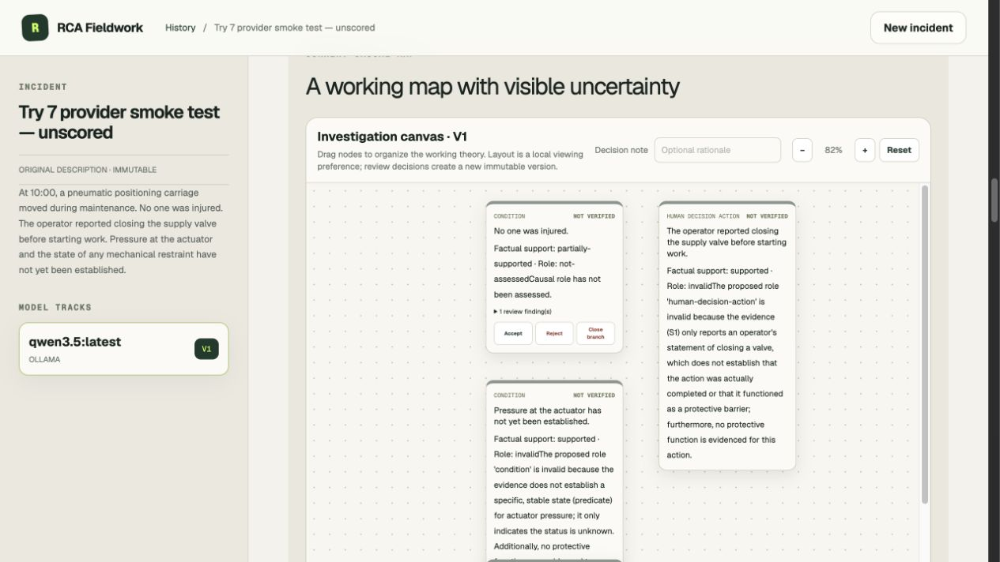 R
RCA Fieldwork
History / Try 7 provider smoke test — unscored
New incident
INCIDENT
Try 7 provider smoke test
— unscored
ORIGINAL DESCRIPTION · IMMUTABLE
At 10:00, a pneumatic positioning carriage
moved during maintenance. No one was injured.
The operator reported closing the supply valve
before starting work. Pressure at the actuator
and the state of any mechanical restraint have
not yet been established.
MODEL TRACKS
qwen3.5:latest
OLLAMA
V1
A working map with visible uncertainty
Investigation canvas · V1
Drag nodes to organize the working theory. Layout is a local viewing
preference; review decisions create a new immutable version.
Decision note
Optional rationale
−
82%
+
Reset
CONDITION
NOT VERIFIED
No one was injured.
Factual support: partially-
supported · Role: not-
assessedCausal role has not
been assessed.
▸ 1 review finding(s)
Accept
Reject
Close
branch
HUMAN DECISION ACTION
NOT VERIFIED
The operator reported closing
the supply valve before starting
work.
Factual support: supported ·
Role: invalidThe proposed role
'human-decision-action' is
invalid because the evidence
(S1) only reports an operator's
statement of closing a valve,
which does not establish that
the action was actually
completed or that it functioned
as a protective barrier;
furthermore, no protective
function is evidenced for this
action.
CONDITION
NOT VERIFIED
Pressure at the actuator has
not yet been established.
Factual support: supported ·
Role: invalidThe proposed role
'condition' is invalid because the
evidence does not establish a
specific, stable state (predicate)
for actuator pressure; it only
indicates the status is unknown.
Additionally, no protective